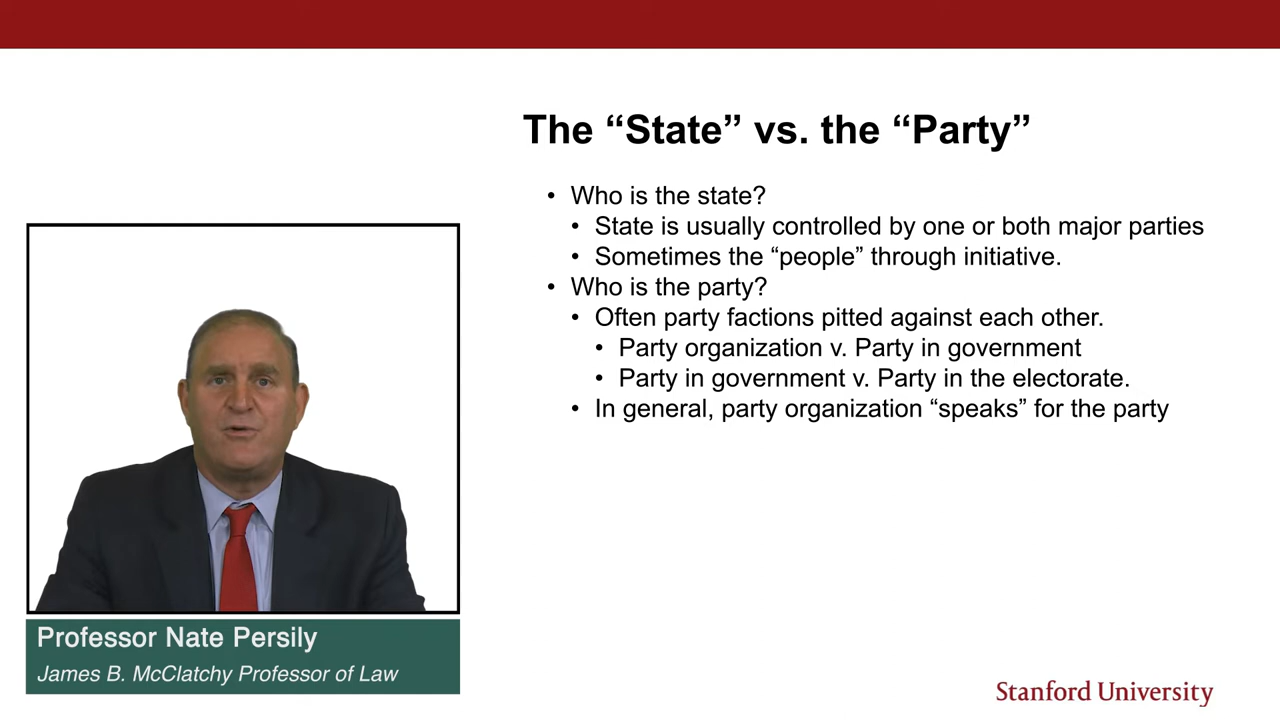 The “State” vs. the “Party”
• Who is the state?
• State is usually controlled by one or both major parties
• Sometimes the “people” through initiative.
• Who is the party?
• Often party factions pitted against each other.
• Party organization v. Party in government
• Party in government v. Party in the electorate.
• In general, party organization “speaks” for the party
Professor Nate Persily
James B. McClatchy Professor of Law
Stanford University